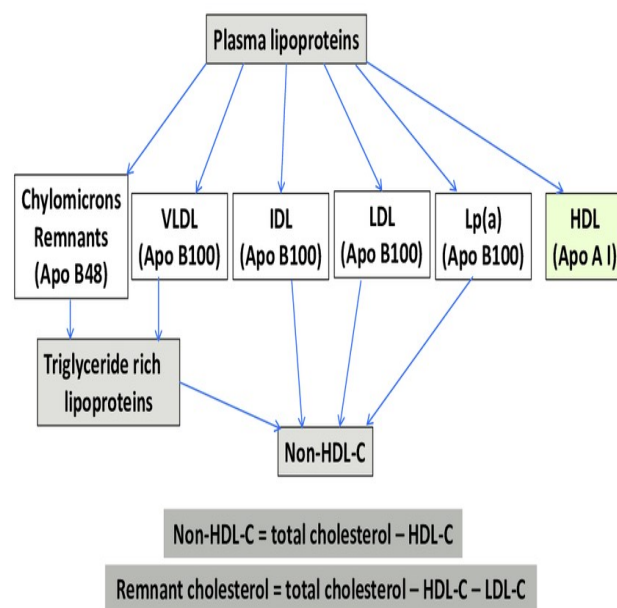 Plasma lipoproteins
Chylomicrons
Remnants
(Apo B48)
VLDL
(Apo B100)
IDL
(Apo B100)
LDL
(Apo B100)
Lp(a)
(Apo B100)
HDL
(Apo A I)
Triglyceride rich
lipoproteins
Non-HDL-C
Non-HDL-C = total cholesterol – HDL-C
Remnant cholesterol = total cholesterol – HDL-C – LDL-C